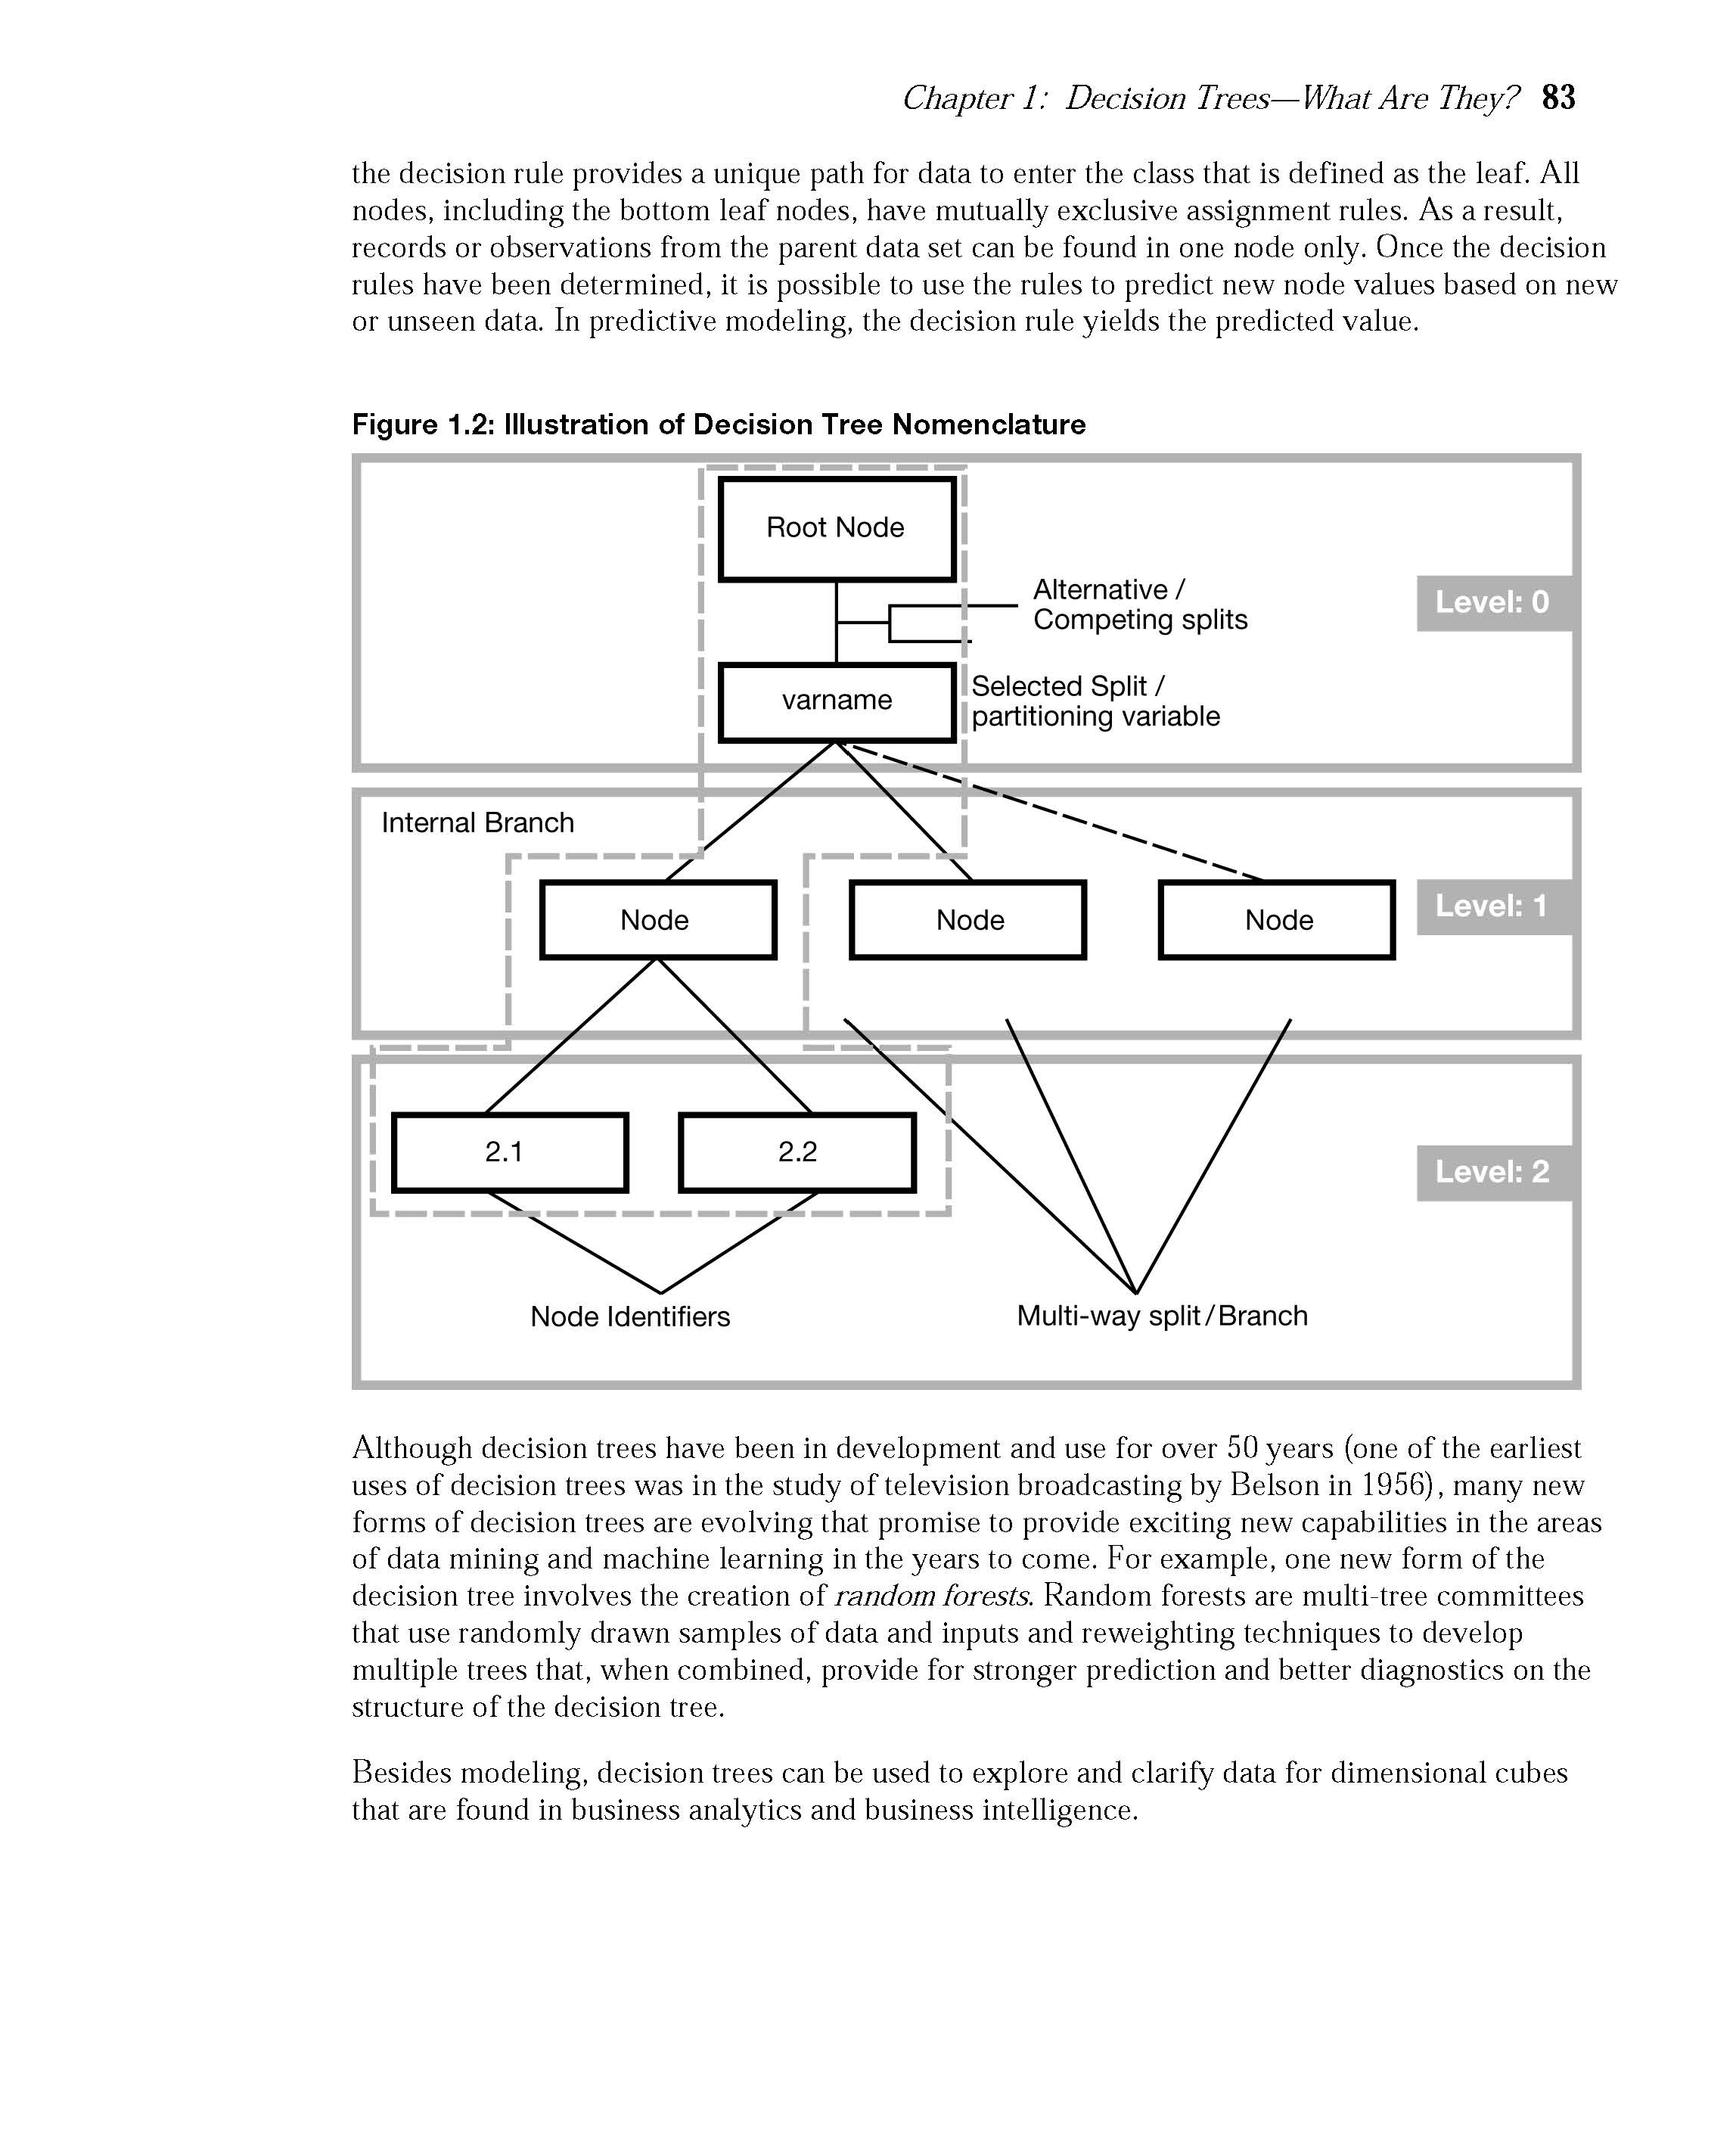 Chapter 1: Decision Trees—What Are They? 83
the decision rule provides a unique path for data to enter the class that is defined as the leaf. All
nodes, including the bottom leaf nodes, have mutually exclusive assignment rules. As a result,
records or observations from the parent data set can be found in one node only. Once the decision
rules have been determined, it is possible to use the rules to predict new node values based on new
or unseen data. In predictive modeling, the decision rule yields the predicted value.
Figure 1.2: Illustration of Decision Tree Nomenclature
Root Node
Alternative /
Competing splits
Level: 0
varname
Selected Split /
partitioning variable
Internal Branch
Node
Node
Node
Level: 1
2.1
2.2
Level: 2
Node Identifiers
Multi-way split/Branch
Although decision trees have been in development and use for over 50 years (one of the earliest
uses of decision trees was in the study of television broadcasting by Belson in 1956), many new
forms of decision trees are evolving that promise to provide exciting new capabilities in the areas
of data mining and machine learning in the years to come. For example, one new form of the
decision tree involves the creation of random forests. Random forests are multi-tree committees
that use randomly drawn samples of data and inputs and reweighting techniques to develop
multiple trees that, when combined, provide for stronger prediction and better diagnostics on the
structure of the decision tree.
Besides modeling, decision trees can be used to explore and clarify data for dimensional cubes
that are found in business analytics and business intelligence.